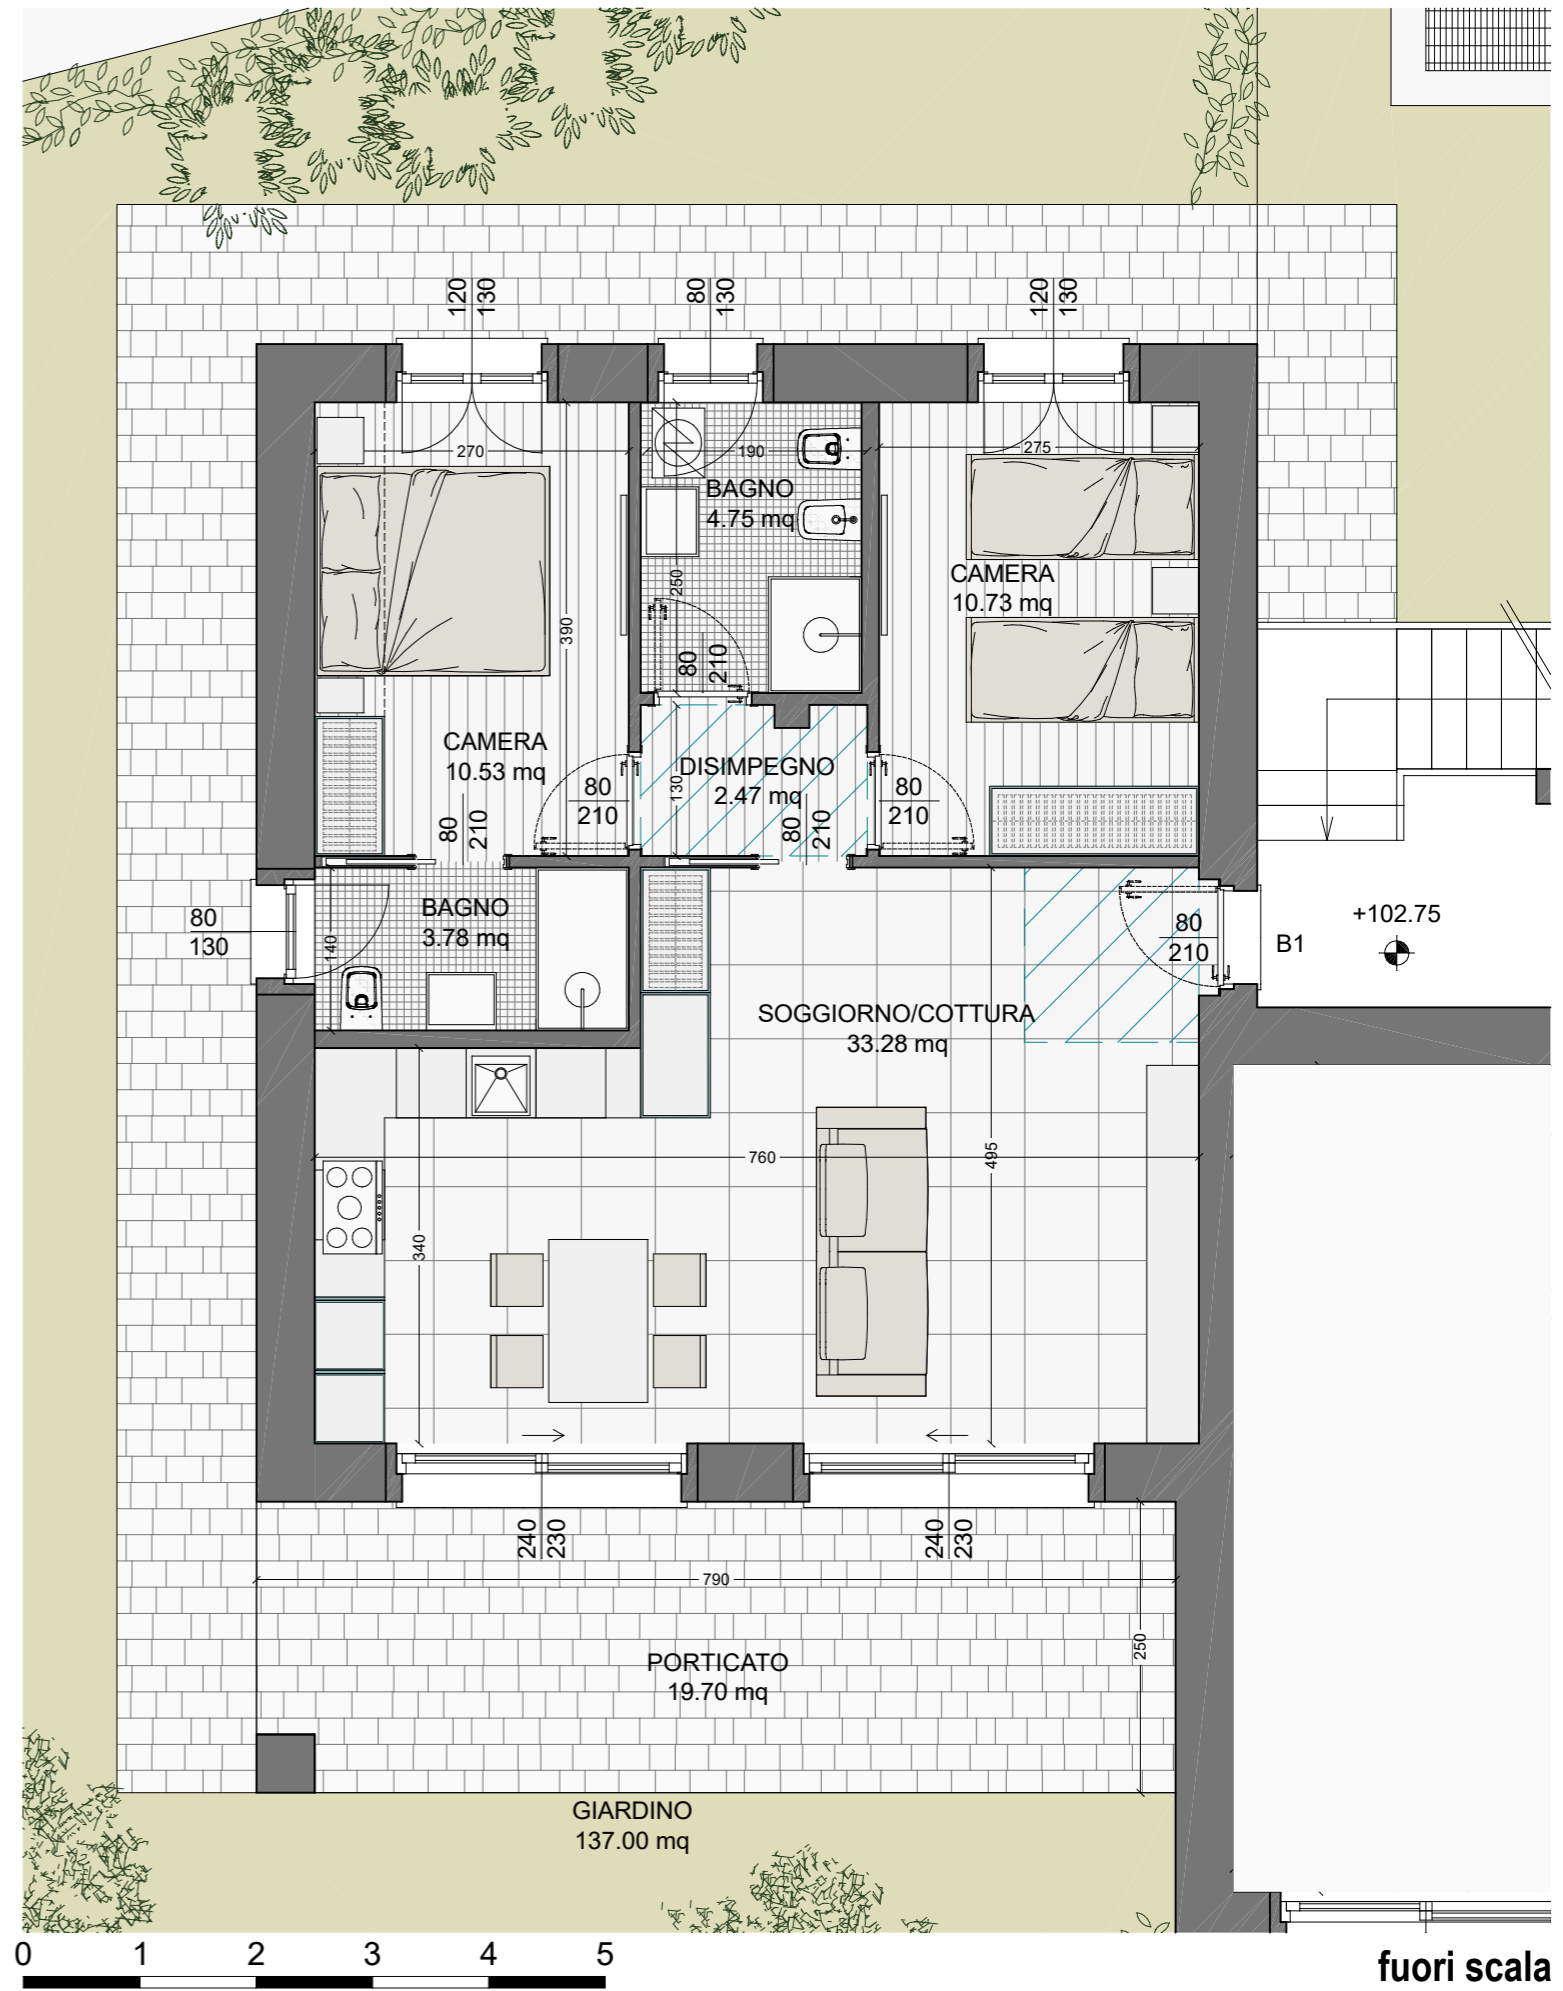 120
130
80
130
120
130
270
190
275
BAGNO
4.75 mq
CAMERA
10.73 mq
250
390
80
210
CAMERA
10.53 mq
DISIMPEGNO
2.47 mq
130
80
210
80
210
80
210
80
210
80
130
BAGNO
3.78 mq
140
80
210
B1
+102.75
SOGGIORNO/COTTURA
33.28 mq
760
495
340
240
230
240
230
790
250
PORTICATO
19.70 mq
GIARDINO
137.00 mq
0 1 2 3 4 5
fuori scala